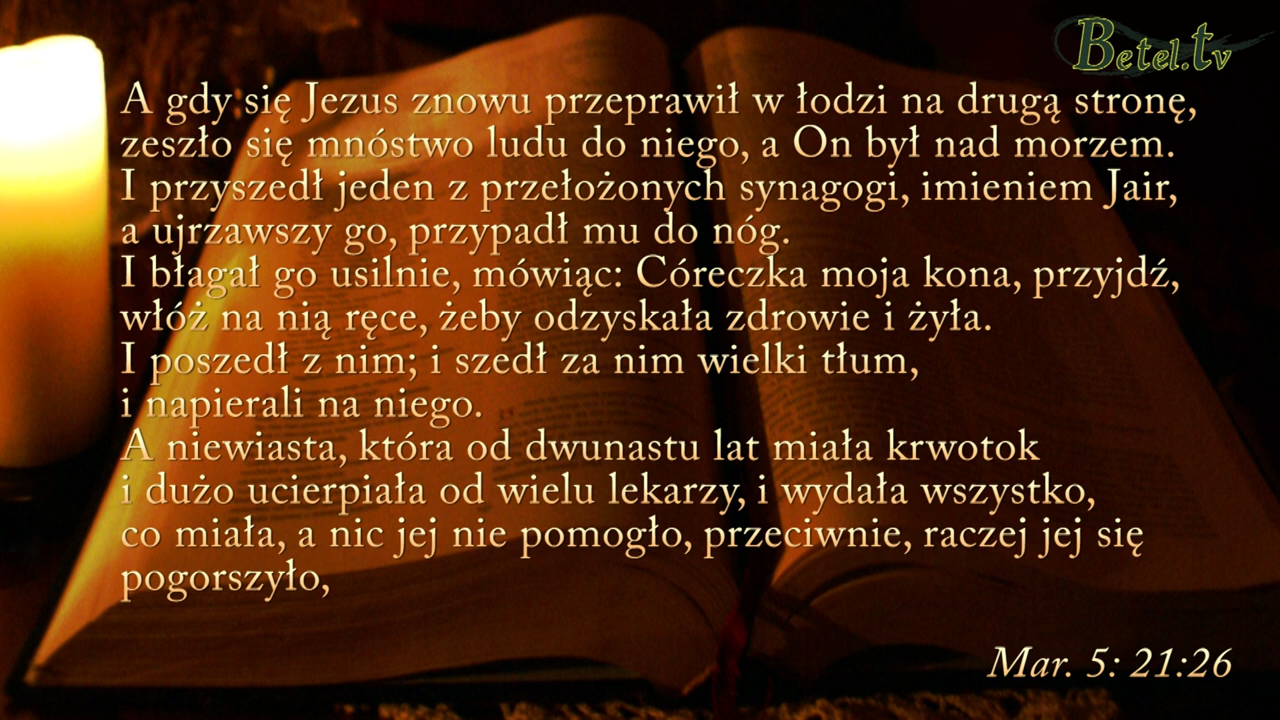 Betel.tv
A gdy się Jezus znowu przeprawił w łodzi na drugą stronę,
zeszło się mnóstwo ludu do niego, a On był nad morzem.
I przyszedł jeden z przełożonych synagogi, imieniem Jair,
a ujrzawszy go, przypadł mu do nóg.
I błagał go usilnie, mówiąc: Córeczka moja kona, przyjdź,
włóż na nią ręce, żeby odzyskała zdrowie i żyła.
I poszedł z nim; i szedł za nim wielki tłum,
i napierali na niego.
A niewiasta, która od dwunastu lat miała krwotok
i dużo ucierpiała od wielu lekarzy, i wydała wszystko,
co miała, a nic jej nie pomogło, przeciwnie, raczej jej się
pogorszyło,
Mar. 5: 21:26